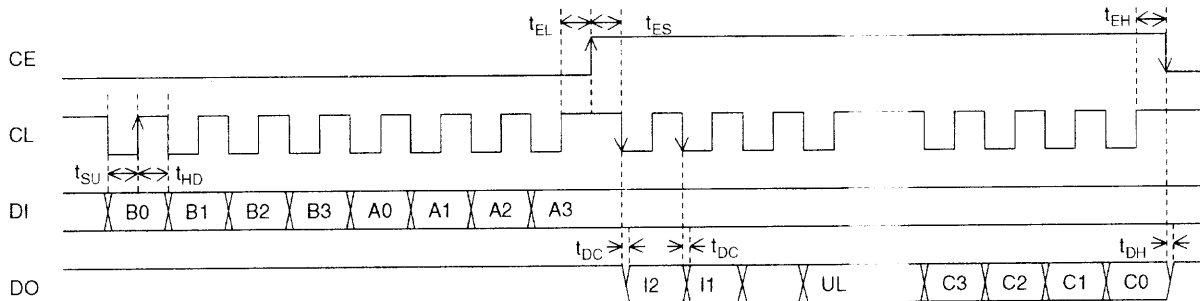 tEL tES tEH
CE
CL
tSU tHD
DI B0 B1 B2 B3 A0 A1 A2 A3
tDC tDC tDH
DO I2 I1 UL C3 C2 C1 C0